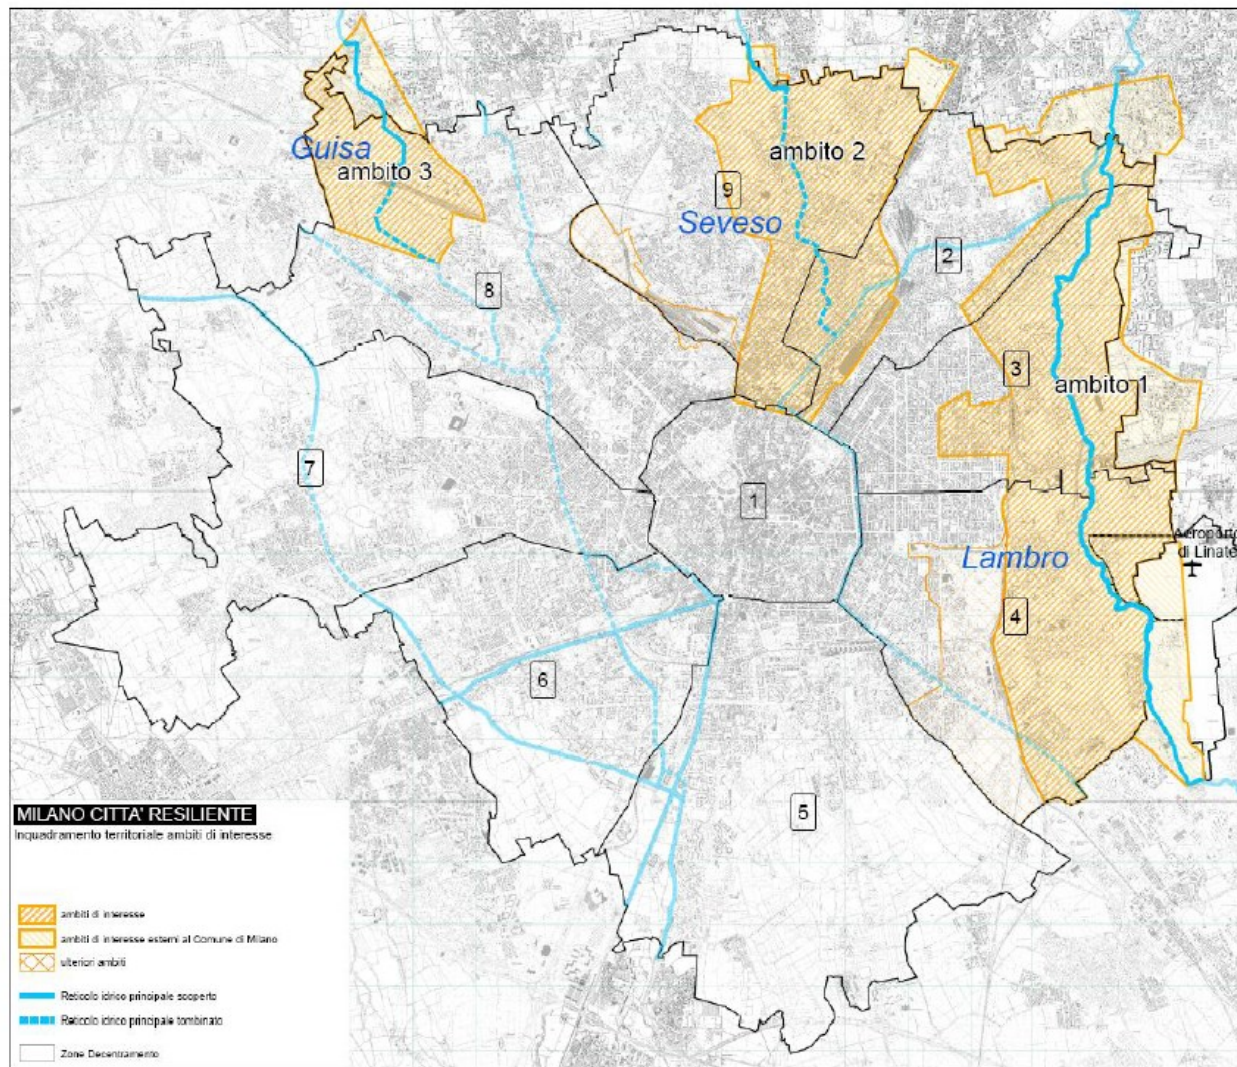 Guisa
ambito 3
ambito 2
9
Seveso
2
8
3
ambito 1
7
1
Aeroporto
di Linate
Lambro
4
6
5
MILANO CITTA' RESILIENTE
Inquadramento territoriale ambiti di interesse
ambiti di interesse
ambiti di interesse esterni al Comune di Milano
ulteriori ambiti
Reticolo idrico principale scoperto
Reticolo idrico principale tombinato
Zone Decentramento